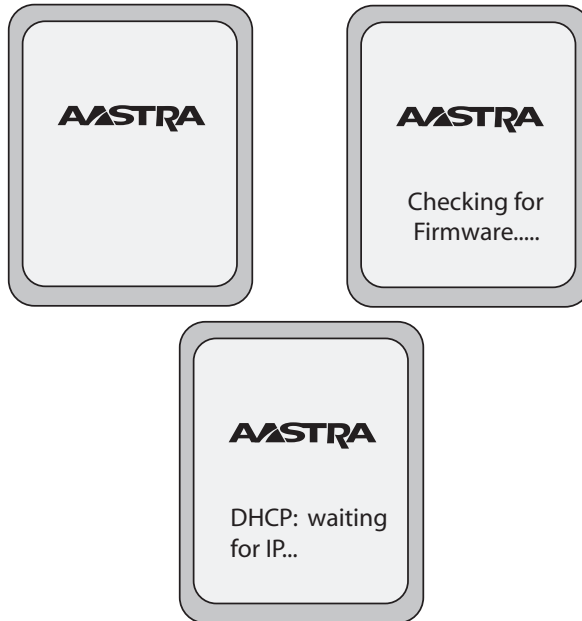 AASTRA
AASTRA
Checking for
Firmware.....
AASTRA
DHCP: waiting
for IP...